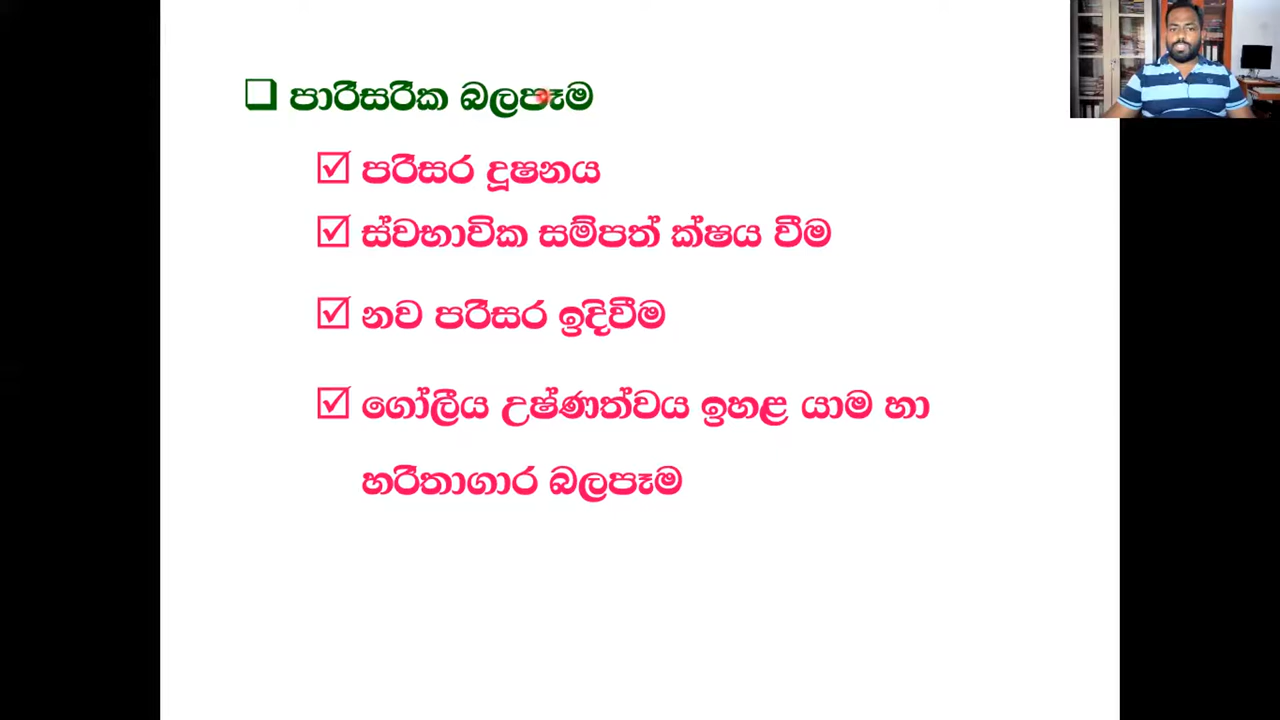 පාරිසරික බලපෑම
පරිසර දූෂනය
ස්වභාවික සම්පත් ක්ෂය වීම
නව පරිසර ඉදිවීම
ගෝලීය උෂ්ණත්වය ඉහළ යාම හා
හරිතාගාර බලපෑම